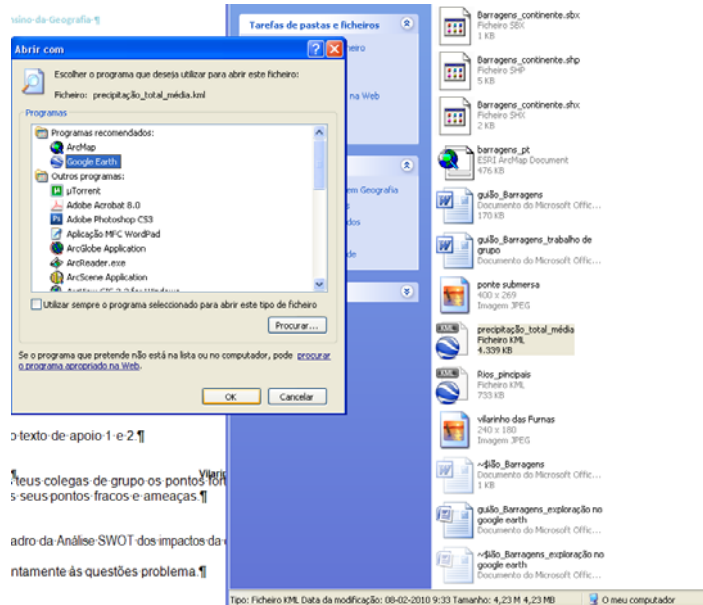 sino-da-Geografia-¶
Abrir com
Escolher o programa que deseja utilizar para abrir este ficheiro:
Ficheiro: precipitação_total_média.kml
Programas
Programas recomendados:
ArcMap
Google Earth
Outros programas:
µTorrent
Adobe Acrobat 8.0
Adobe Photoshop CS3
Aplicação MFC WordPad
ArcGlobe Application
ArcReader.exe
ArcScene Application
Utilizar sempre o programa seleccionado para abrir este tipo de ficheiro
Procurar...
Se o programa que pretende não está na lista ou no computador, pode procurar
o programa apropriado na Web.
OK
Cancelar
o·texto·de·apoio·1·e·2.¶
¶
teus·colegas·de·grupo·os·pontos
s·seus·pontos·fracos·e·ameaças.¶
adro·da·Análise·SWOT·dos·impactos·da
ntamente·às·questões·problema.¶
Tarefas de pastas e ficheiros
heiro
na Web
em Geografia
s
dos
de
Barragens_continente.sbx
Ficheiro SBX
1 KB
Barragens_continente.shp
Ficheiro SHP
5 KB
Barragens_continente.shx
Ficheiro SHX
2 KB
barragens_pt
ESRI ArcMap Document
476 KB
guião_Barragens
Documento do Microsoft Offic...
170 KB
guião_Barragens_trabalho de
grupo
Documento do Microsoft Offic...
ponte submersa
400 x 269
Imagem JPEG
KML
precipitação_total_média
Ficheiro KML
4.339 KB
KML
Rios_pincipais
Ficheiro KML
733 KB
vilarinho das Furnas
240 x 180
Imagem JPEG
~$ião_Barragens
Documento do Microsoft Offic...
1 KB
guião_Barragens_exploração no
google earth
Documento do Microsoft Offic...
~$ião_Barragens_exploração no
google earth
Documento do Microsoft Offic...
Tipo: Ficheiro KML Data da modificação: 08-02-2010 9:33 Tamanho: 4,23 M
4,23 MB
O meu computador